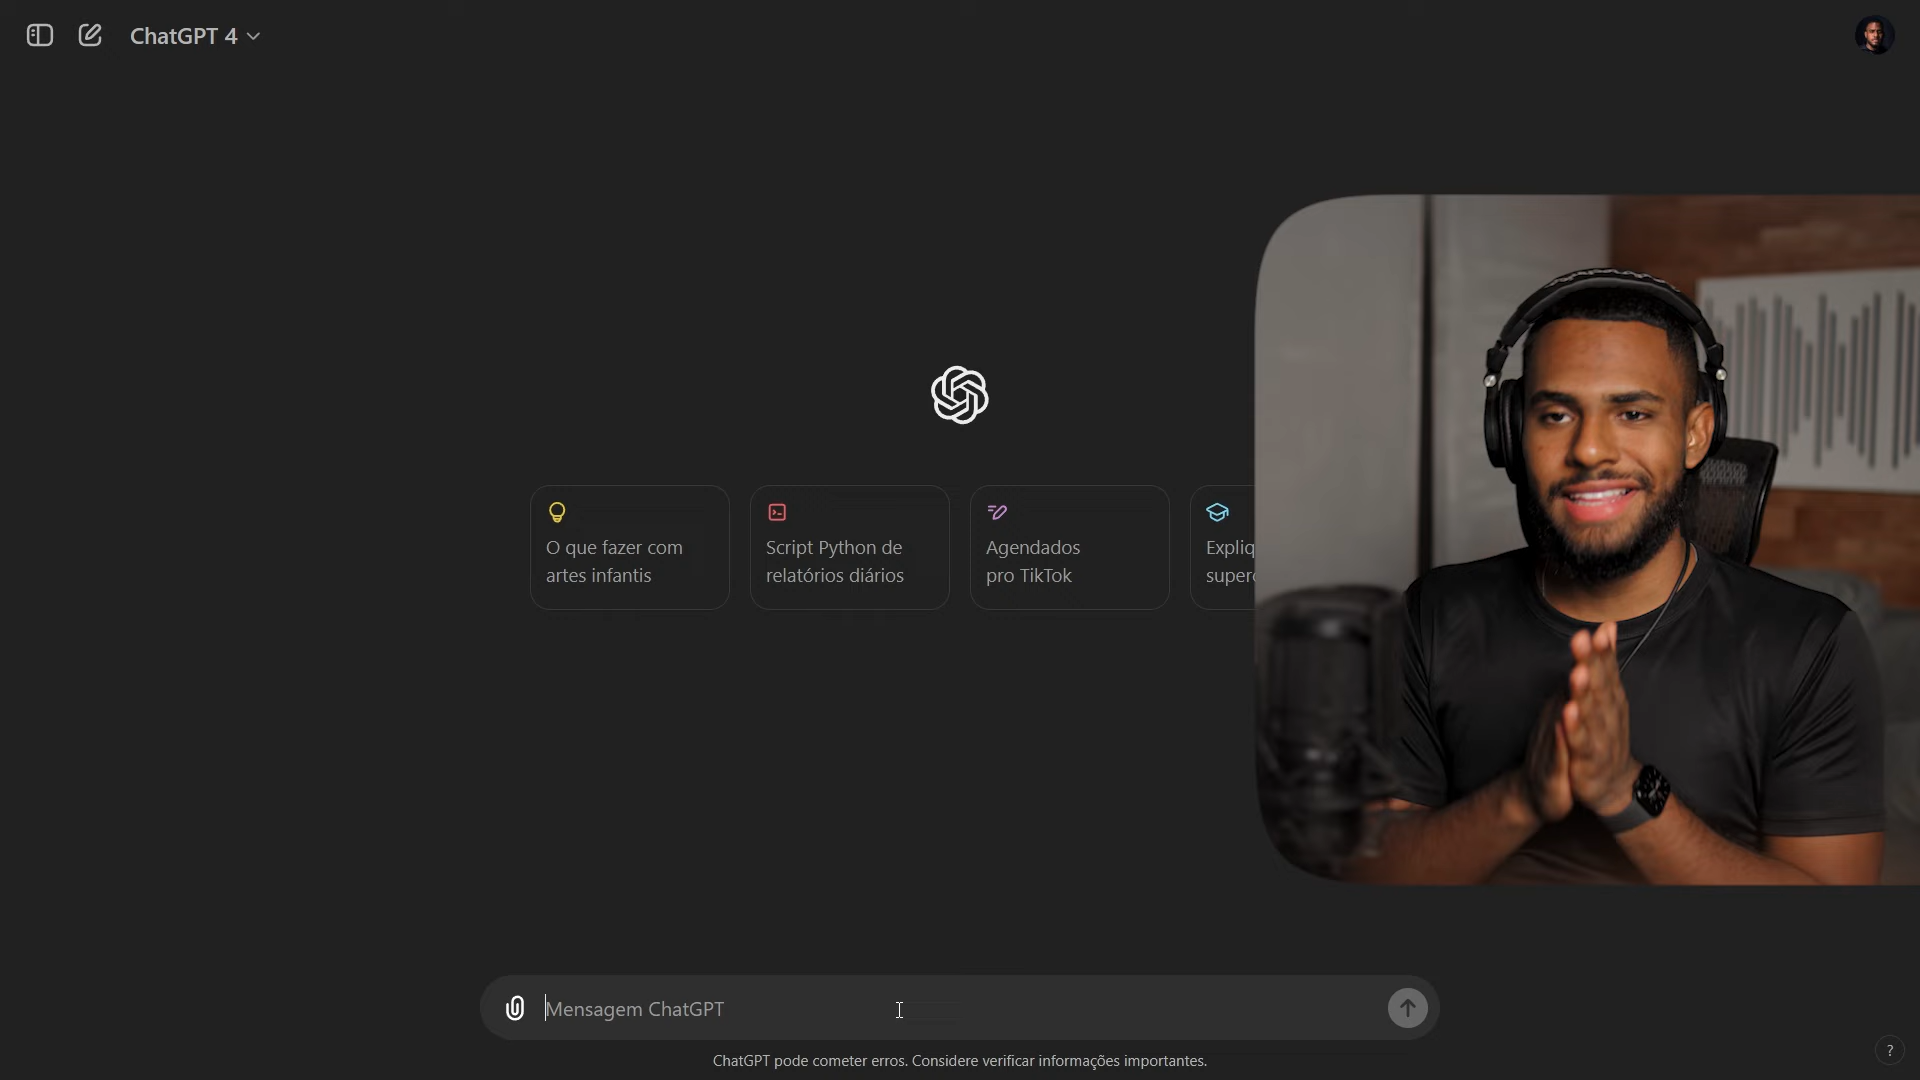 ChatGPT 4
O que fazer com
artes infantis
Script Python de
relatórios diários
Agendados
pro TikTok
Expliq
super
Mensagem ChatGPT
ChatGPT pode cometer erros. Considere verificar informações importantes.
?